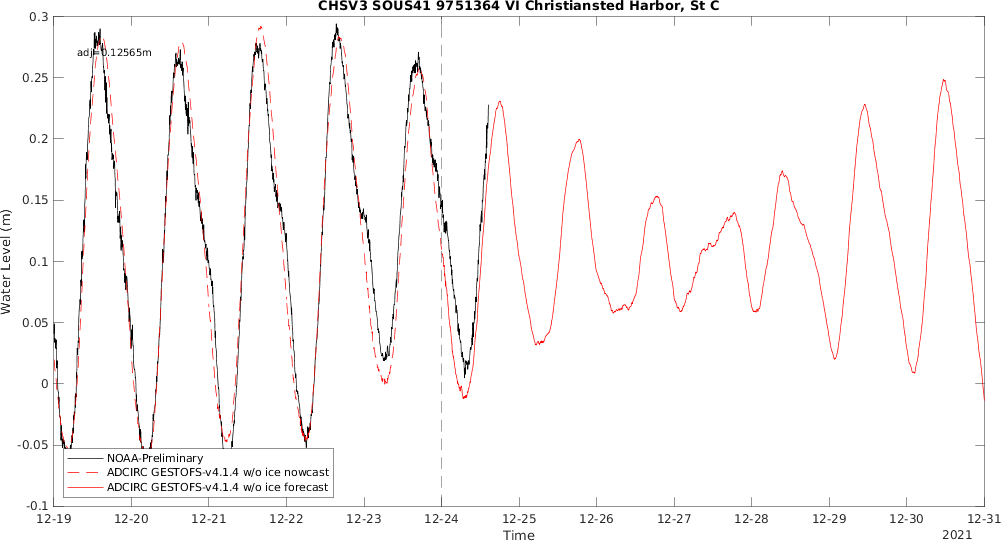 CHSV3 SOUS41 9751364 VI Christiansted Harbor, St C
adj=0.12565m
Water Level (m)
0.3
0.25
0.2
0.15
0.1
0.05
0
-0.05
-0.1
NOAA-Preliminary
ADCIRC GESTOFS-v4.1.4 w/o ice nowcast
ADCIRC GESTOFS-v4.1.4 w/o ice forecast
12-19 12-20 12-21 12-22 12-23 12-24 12-25 12-26 12-27 12-28 12-29 12-30 12-31
Time
2021